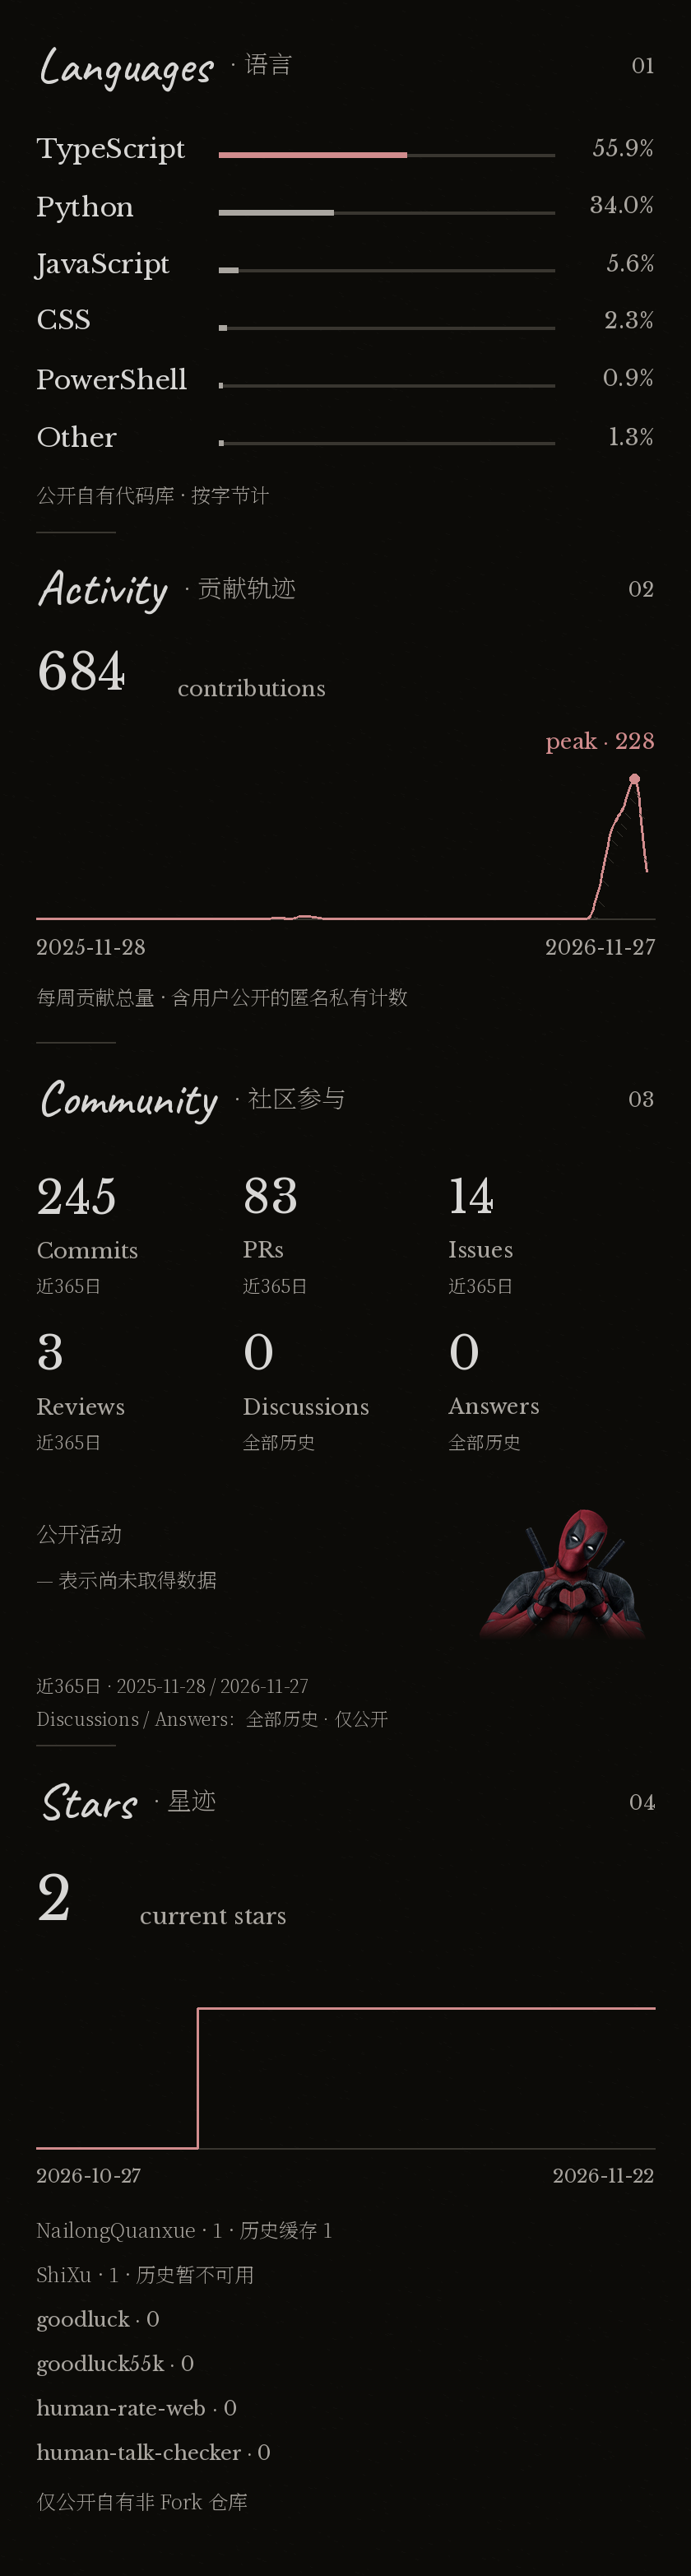 Languages · 语言 01
TypeScript 55.9%
Python 34.0%
JavaScript 5.6%
CSS 2.3%
PowerShell 0.9%
Other 1.3%
公开自有代码库 · 按字节计
Activity · 贡献轨迹 02
684 contributions
peak · 228
2025-11-28 2026-11-27
每周贡献总量 · 含用户公开的匿名私有计数
Community · 社区参与 03
245 83 14
Commits PRs Issues
近365日 近365日 近365日
3 0 0
Reviews Discussions Answers
近365日 全部历史 全部历史
公开活动
— 表示尚未取得数据
近365日 · 2025-11-28 / 2026-11-27
Discussions / Answers: 全部历史 · 仅公开
Stars · 星迹 04
2 current stars
2026-10-27 2026-11-22
NailongQuanxue · 1 · 历史缓存 1
ShiXu · 1 · 历史暂不可用
goodluck · 0
goodluck55k · 0
human-rate-web · 0
human-talk-checker · 0
仅公开自有非 Fork 仓库